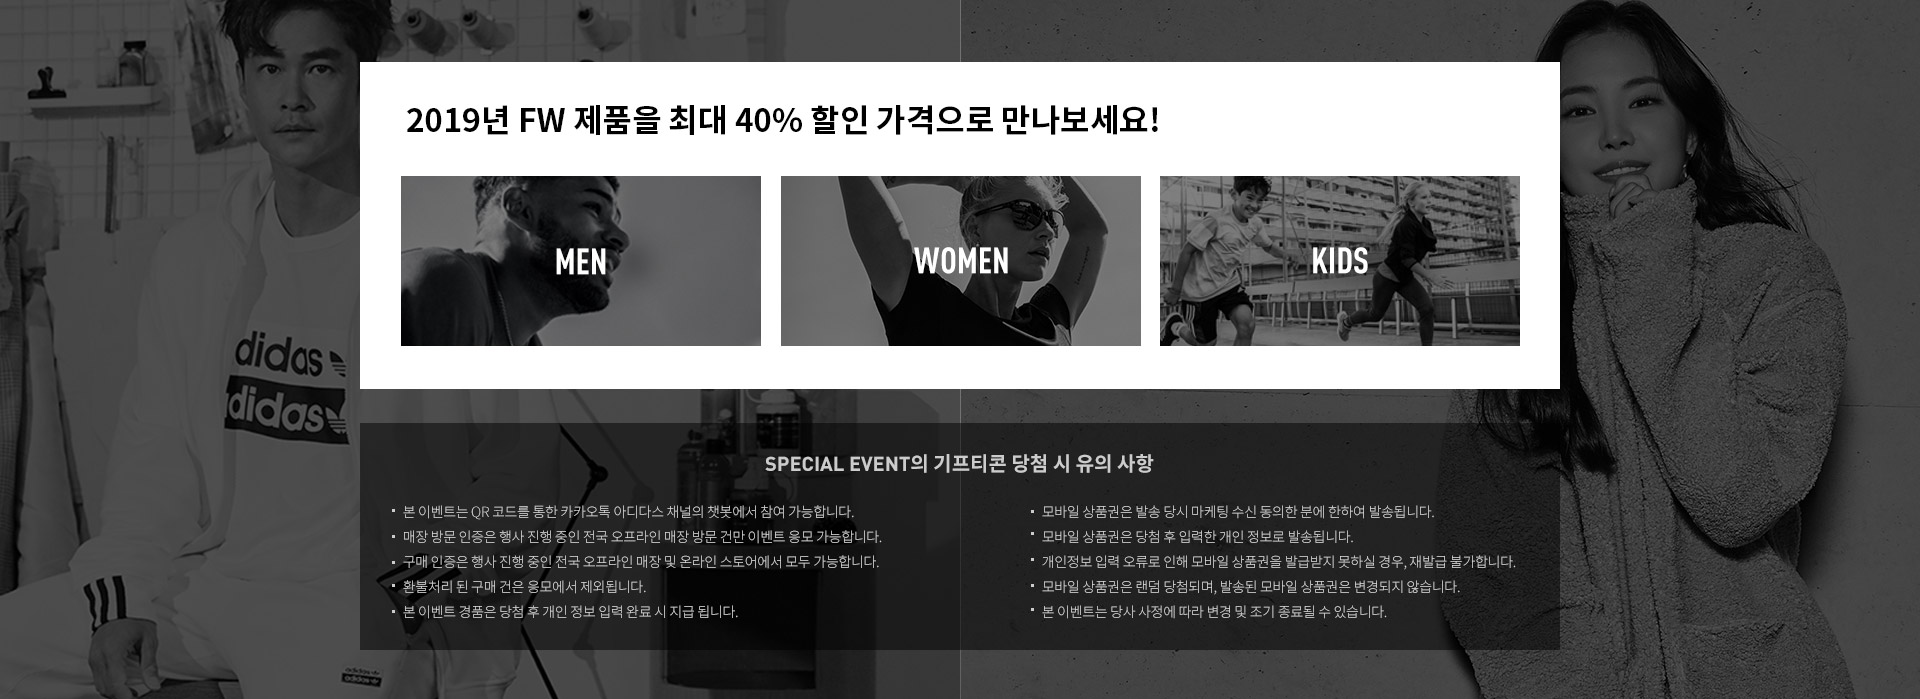 2019년 FW 제품을 최대 40% 할인 가격으로 만나보세요!
MEN
WOMEN
KIDS
didas
didas
adidas
adidas
SPECIAL EVENT의 기프티콘 당첨 시 유의 사항
본 이벤트는 QR 코드를 통한 카카오톡 아디다스 채널의 챗봇에서 참여 가능합니다.
매장 방문 인증은 행사 진행 중인 전국 오프라인 매장 방문 건만 이벤트 응모 가능합니다.
구매 인증은 행사 진행 중인 전국 오프라인 매장 및 온라인 스토어에서 모두 가능합니다.
환불처리 된 구매 건은 응모에서 제외됩니다.
본 이벤트 경품은 당첨 후 개인 정보 입력 완료 시 지급 됩니다.
모바일 상품권은 발송 당시 마케팅 수신 동의한 분에 한하여 발송됩니다.
모바일 상품권은 당첨 후 입력한 개인 정보로 발송됩니다.
개인정보 입력 오류로 인해 모바일 상품권을 발급받지 못하실 경우, 재발급 불가합니다.
모바일 상품권은 랜덤 당첨되며, 발송된 모바일 상품권은 변경되지 않습니다.
본 이벤트는 당사 사정에 따라 변경 및 조기 종료될 수 있습니다.